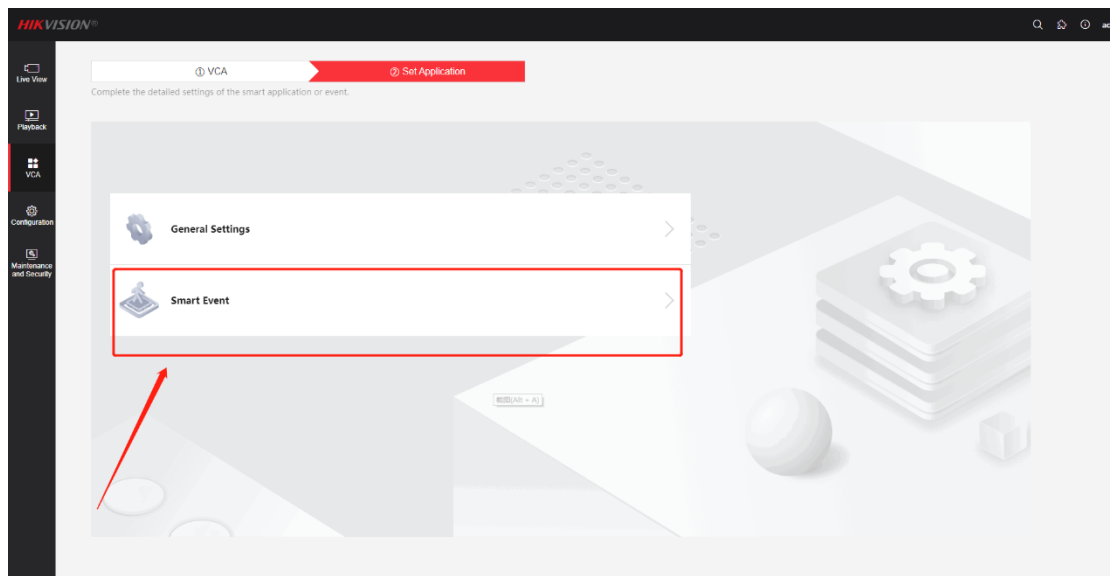 HIKVISION®
Live View
Playback
VCA
Configuration
Maintenance
and Security
① VCA
② Set Application
Complete the detailed settings of the smart application or event.
General Settings
Smart Event
(Alt + A)